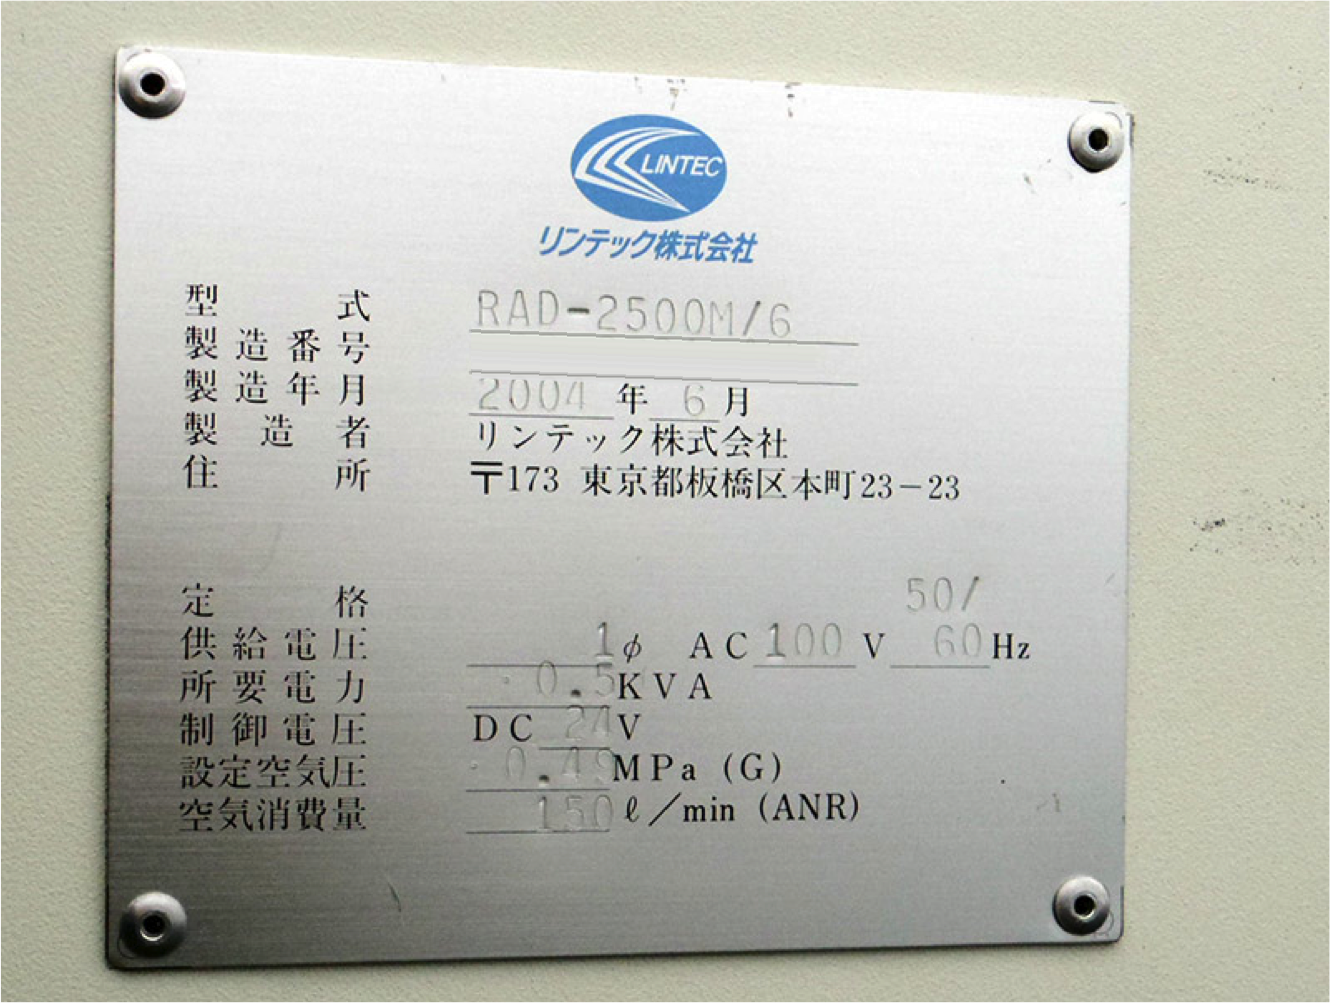 LINTEC
リンテック株式会社
型式 RAD-2500M/6
製造番号
製造年月 2004年6月
製造者 リンテック株式会社
住所 〒173 東京都板橋区本町23-23
定格
供給電圧 1φ AC 100 V 50/60 Hz
所要電力 0.5 KVA
制御電圧 DC 24 V
設定空気圧 0.49 MPa (G)
空気消費量 150 ℓ/min (ANR)